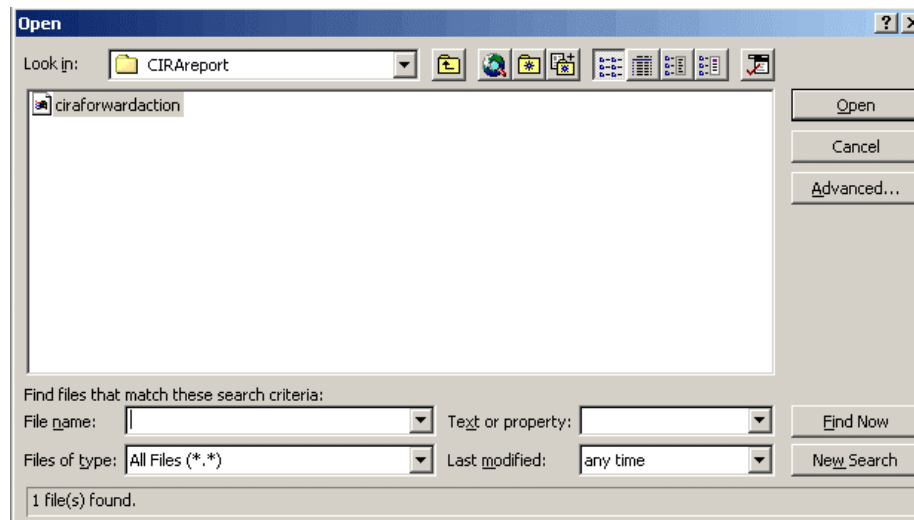 Open
Look in: CIRAreport
ciraforwardaction
Open
Cancel
Advanced...
Find files that match these search criteria:
File name: Text or property: Find Now
Files of type: All Files (*.*) Last modified: any time New Search
1 file(s) found.